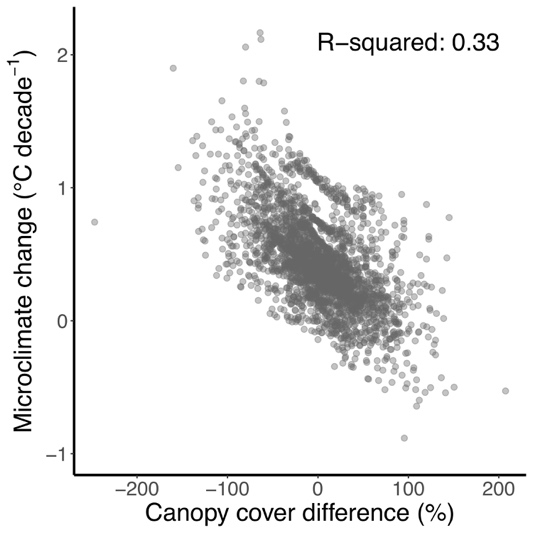 R−squared: 0.33
Microclimate change (°C decade⁻¹)
2
1
0
−1
−200 −100 0 100 200
Canopy cover difference (%)